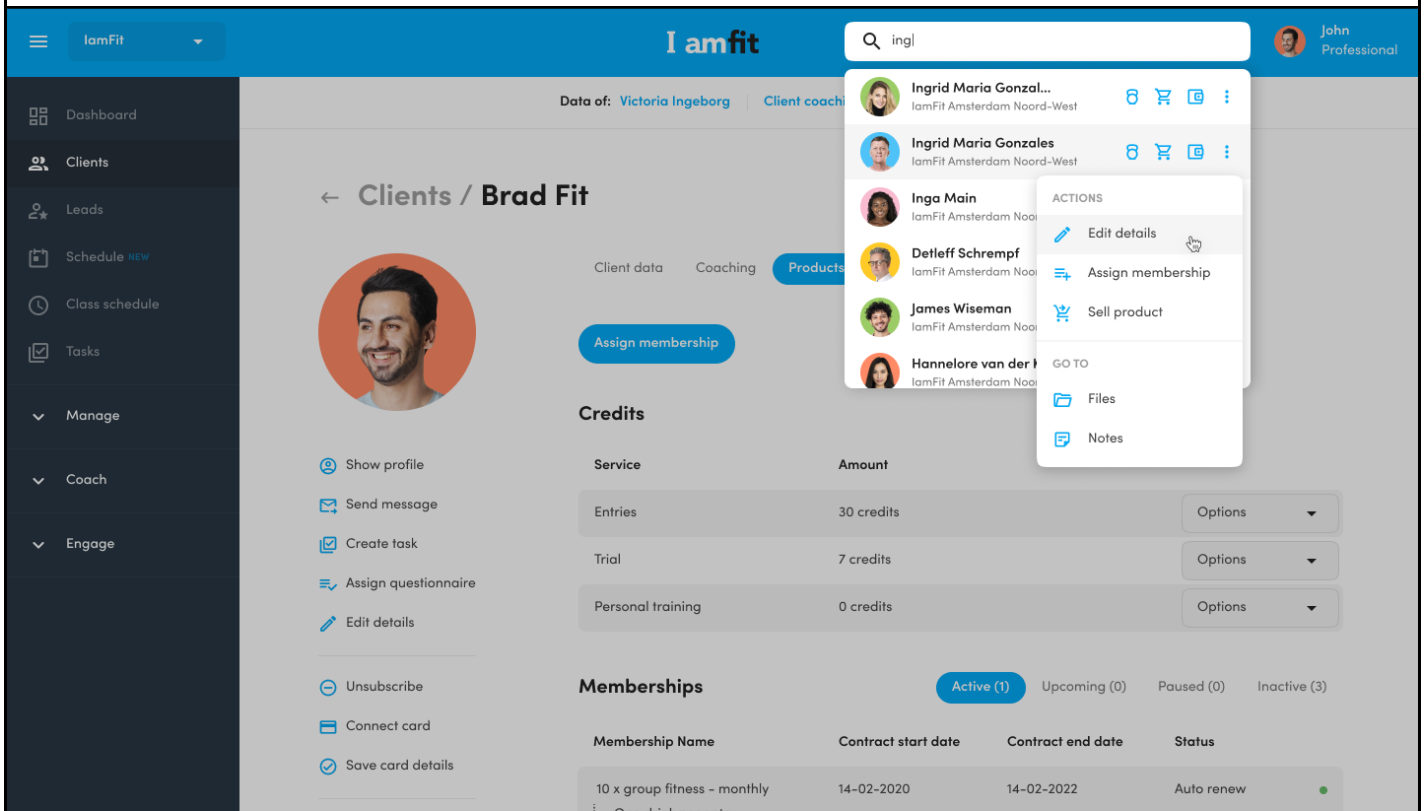 IamFit
I amfit
ing
John
Professional
Dashboard
Clients
Leads
Schedule NEW
Class schedule
Tasks
Manage
Coach
Engage
Data of: Victoria Ingeborg
Client coachi
← Clients / Brad Fit
Client data
Coaching
Products
Assign membership
Ingrid Maria Gonzal...
IamFit Amsterdam Noord-West
Ingrid Maria Gonzales
IamFit Amsterdam Noord-West
Inga Main
IamFit Amsterdam Noo
Detleff Schrempf
IamFit Amsterdam Noo
James Wiseman
IamFit Amsterdam Noo
Hannelore van der
IamFit Amsterdam Noo
ACTIONS
Edit details
Assign membership
Sell product
GO TO
Files
Notes
Show profile
Send message
Create task
Assign questionnaire
Edit details
Unsubscribe
Connect card
Save card details
Credits
Service Amount
Entries 30 credits Options
Trial 7 credits Options
Personal training 0 credits Options
Memberships
Active (1) Upcoming (0) Paused (0) Inactive (3)
Membership Name Contract start date Contract end date Status
10 x group fitness - monthly 14-02-2020 14-02-2022 Auto renew